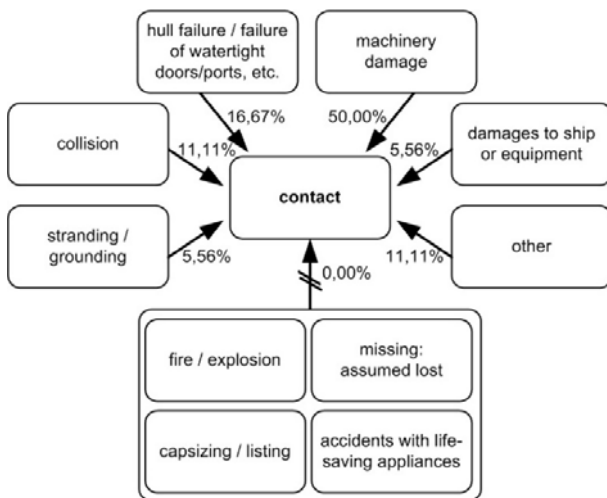 hull failure / failure
of watertight
doors/ports, etc.
machinery
damage
16,67%
50,00%
collision
11,11%
5,56%
damages to ship
or equipment
contact
stranding /
grounding
5,56%
0,00%
11,11%
other
fire / explosion
missing:
assumed lost
capsizing / listing
accidents with life-
saving appliances